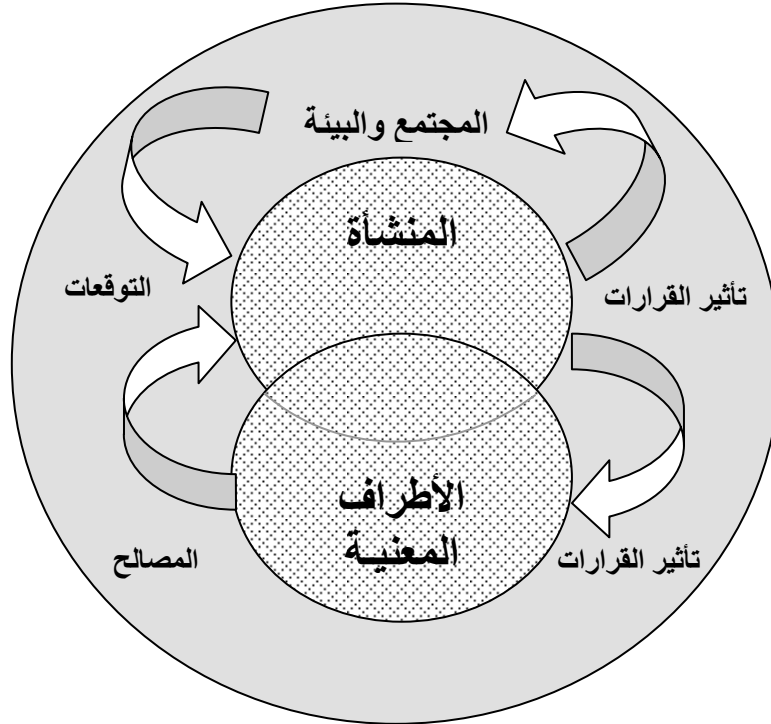 المجتمع والبيئة
المنشأة
تأثير القرارات
التوقعات
الأطراف
المعنيـة
تأثير القرارات
المصالح